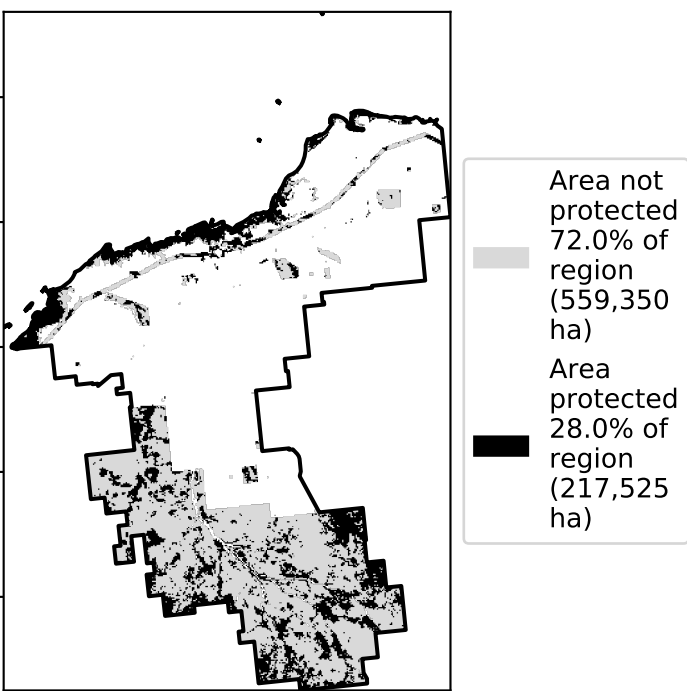 Area not
protected
72.0% of
region
(559,350
ha)
Area
protected
28.0% of
region
(217,525
ha)